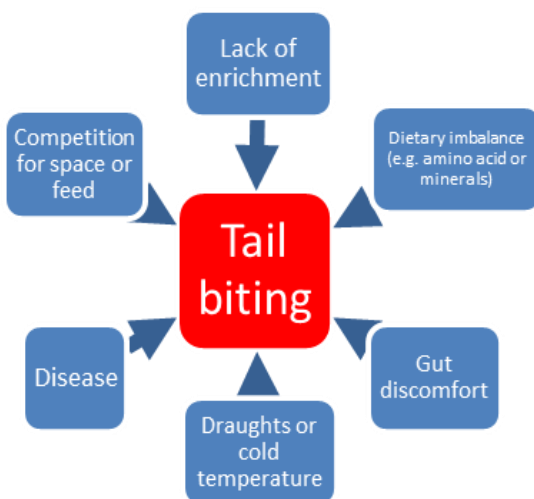 Lack of
enrichment
Competition
for space or
feed
Dietary imbalance
(e.g. amino acid or
minerals)
Tail
biting
Disease
Gut
discomfort
Draughts or
cold
temperature